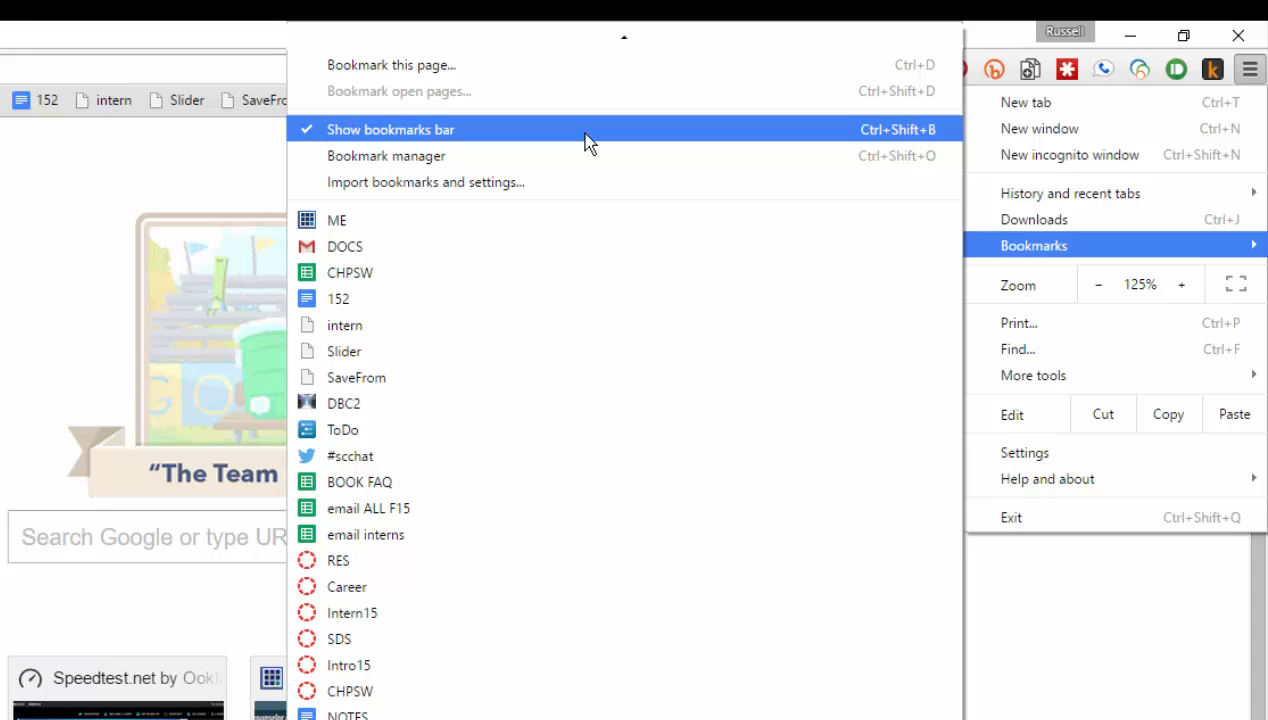 Russell
152 intern Slider SaveFro
Bookmark this page... Ctrl+D
Bookmark open pages... Ctrl+Shift+D
Show bookmarks bar Ctrl+Shift+B
Bookmark manager Ctrl+Shift+O
Import bookmarks and settings...
ME
DOCS
CHPSW
152
intern
Slider
SaveFrom
DBC2
ToDo
#scchat
BOOK FAQ
email ALL F15
email interns
RES
Career
Intern15
SDS
Intro15
CHPSW
NOTES
New tab Ctrl+T
New window Ctrl+N
New incognito window Ctrl+Shift+N
History and recent tabs
Downloads Ctrl+J
Bookmarks
Zoom - 125% +
Print... Ctrl+P
Find... Ctrl+F
More tools
Edit Cut Copy Paste
Settings
Help and about
Exit Ctrl+Shift+Q
"The Team
Search Google or type UR
Speedtest.net by Ookl